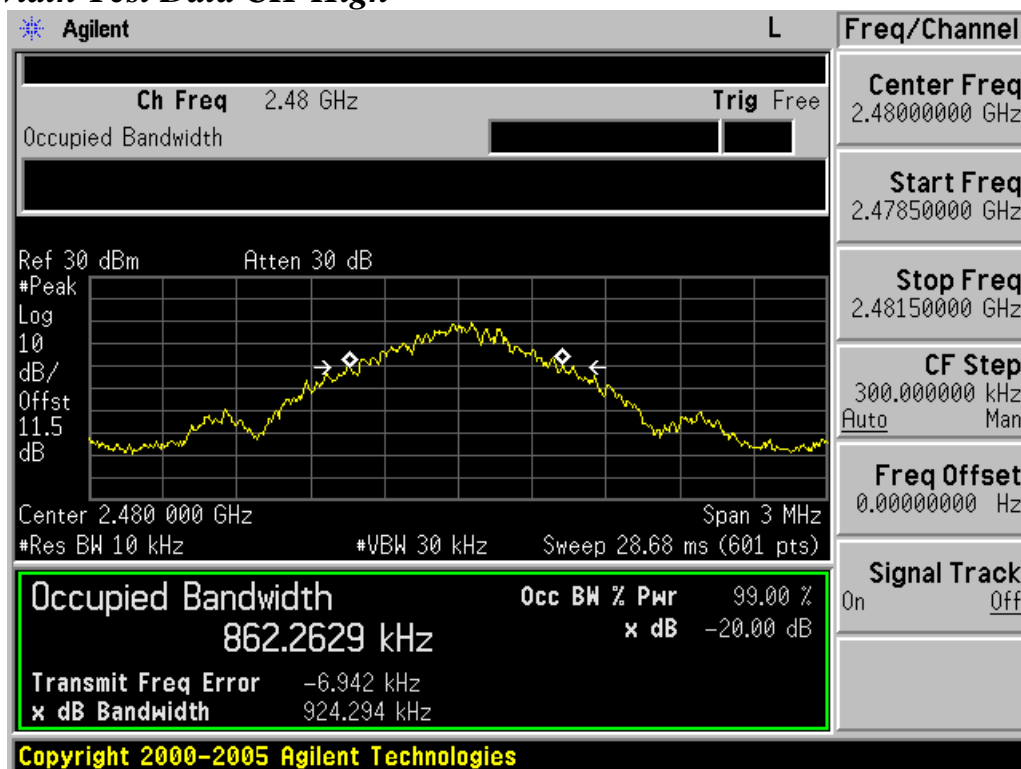 Width Test Data CH-High
Agilent L Freq/Channel
Ch Freq 2.48 GHz Trig Free
Occupied Bandwidth
Center Freq
2.48000000 GHz
Start Freq
2.47850000 GHz
Stop Freq
2.48150000 GHz
CF Step
300.000000 kHz
Auto Man
Freq Offset
0.00000000 Hz
Signal Track
On Off
Ref 30 dBm Atten 30 dB
#Peak
Log
10
dB/
Offst
11.5
dB
Center 2.480 000 GHz Span 3 MHz
#Res BW 10 kHz #VBW 30 kHz Sweep 28.68 ms (601 pts)
Occupied Bandwidth Occ BW % Pwr 99.00 %
862.2629 kHz x dB -20.00 dB
Transmit Freq Error -6.942 kHz
x dB Bandwidth 924.294 kHz
Copyright 2000-2005 Agilent Technologies